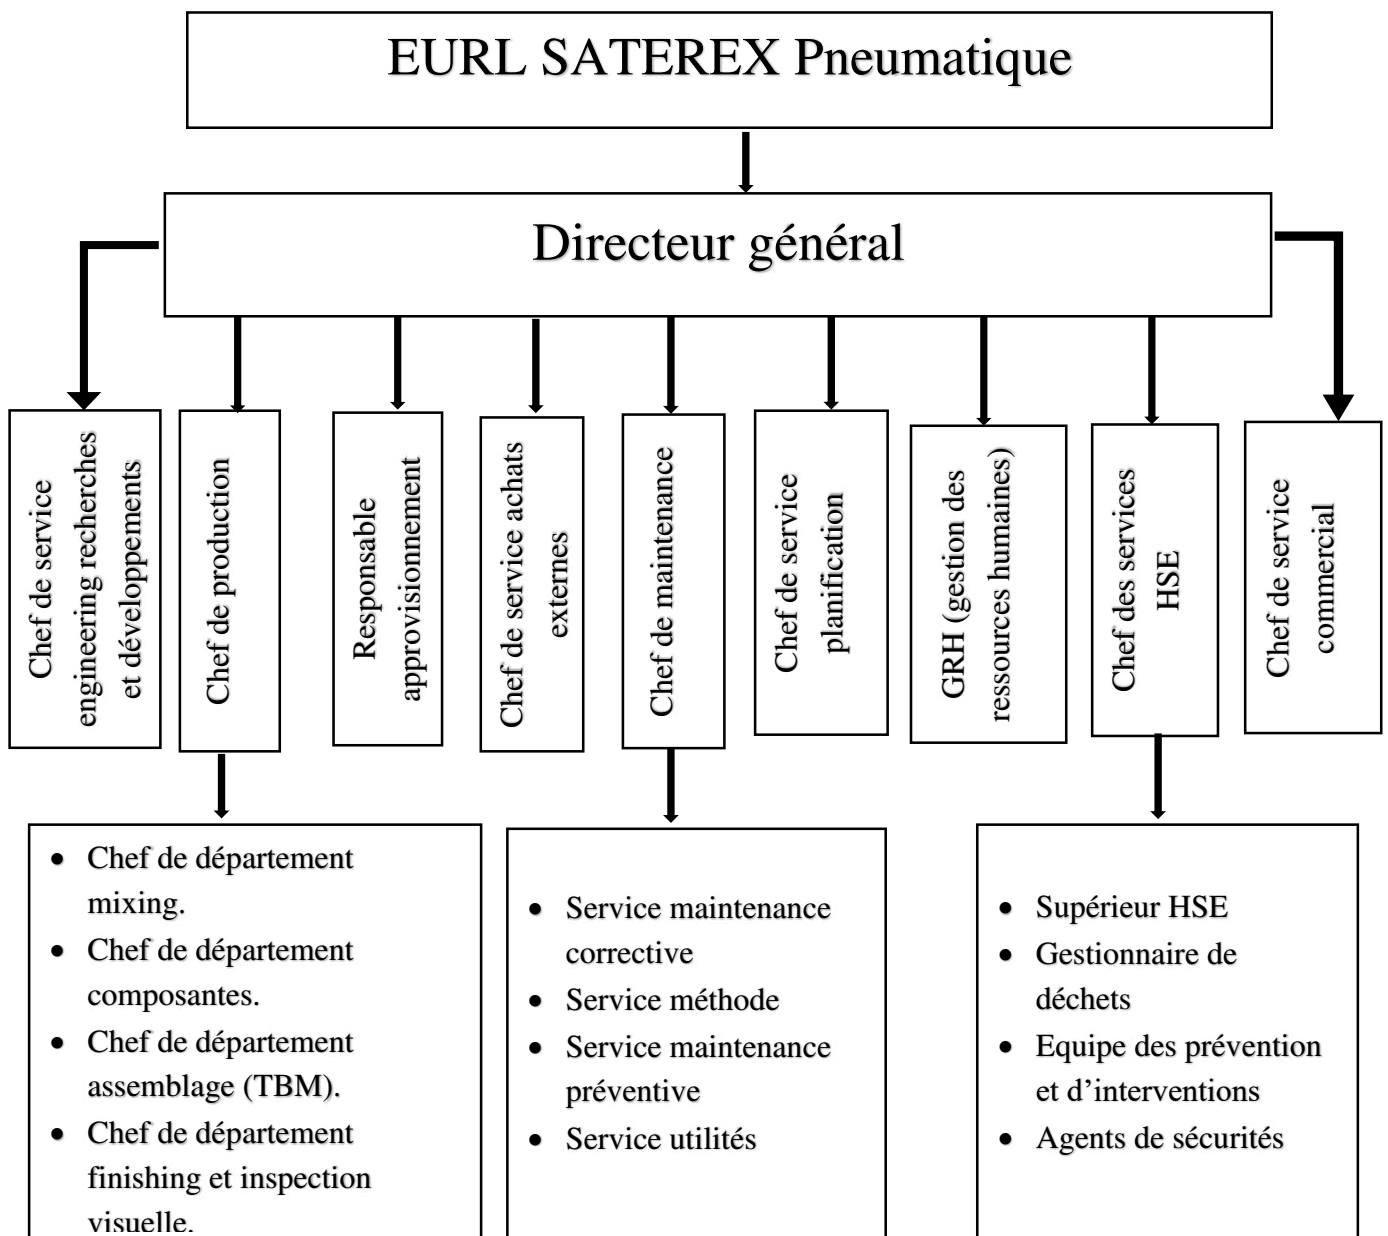 EURL SATEREX Pneumatique
Directeur général
Chef de service
engineering recherches
et développements
Chef de production
Responsable
approvisionnement
Chef de service achats
externes
Chef de maintenance
Chef de service
planification
GRH (gestion des
ressources humaines)
Chef des services
HSE
Chef de service
commercial
• Chef de département
mixing.
• Chef de département
composantes.
• Chef de département
assemblage (TBM).
• Chef de département
finishing et inspection
visuelle.
• Service maintenance
corrective
• Service méthode
• Service maintenance
préventive
• Service utilités
• Supérieur HSE
• Gestionnaire de
déchets
• Equipe des prévention
et d’interventions
• Agents de sécurités